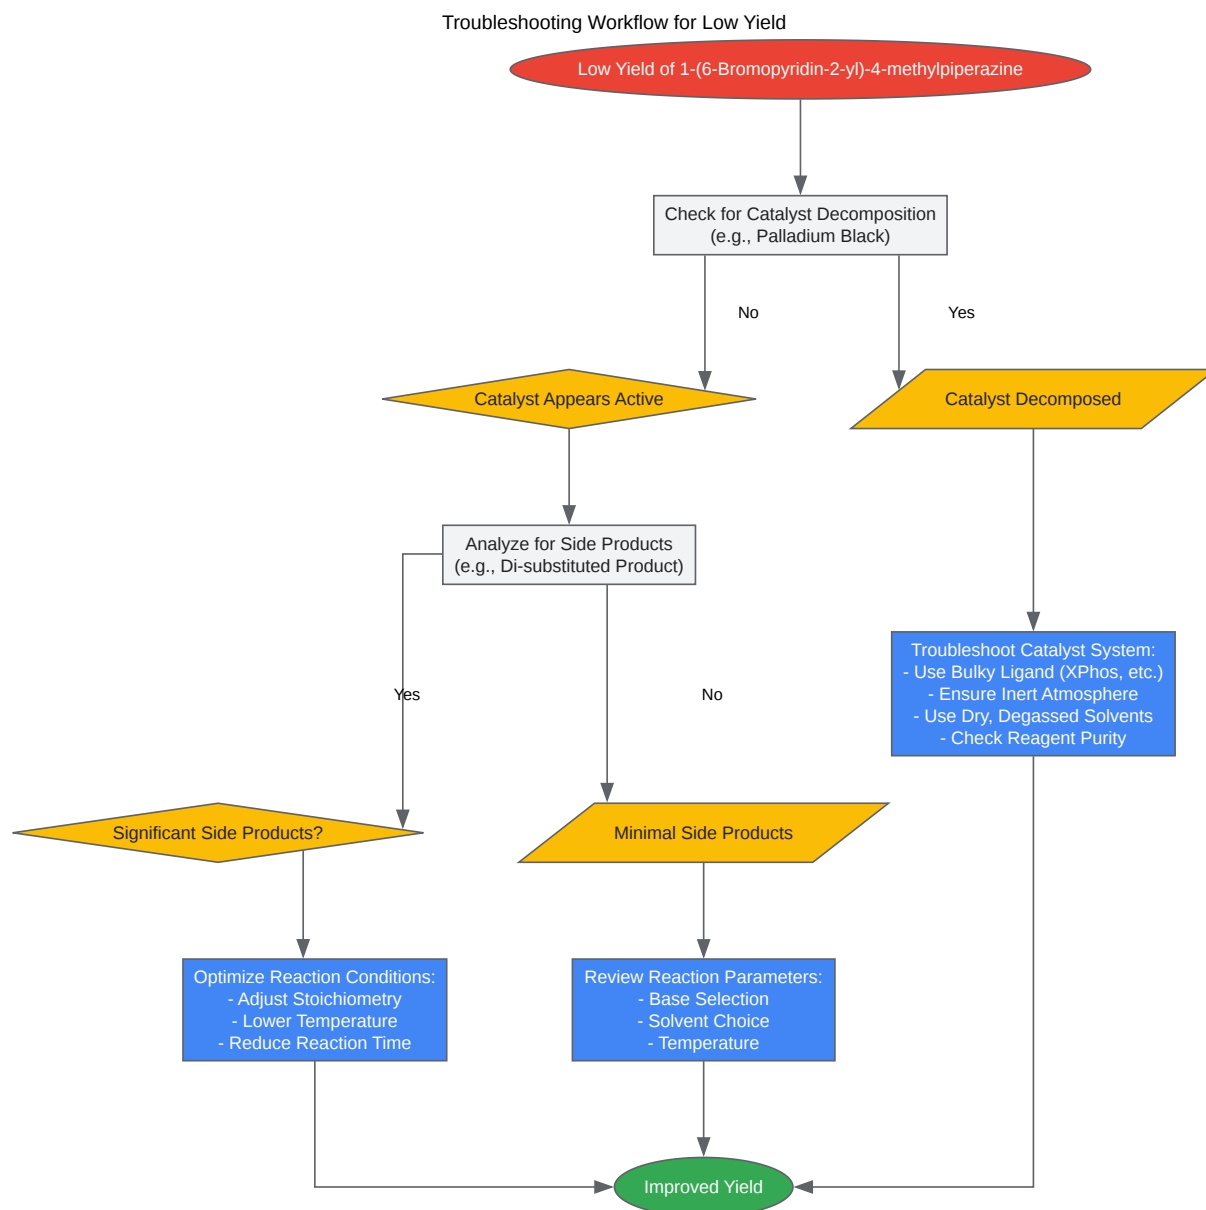 Troubleshooting Workflow for Low Yield
Low Yield of 1-(6-Bromopyridin-2-yl)-4-methylpiperazine
Check for Catalyst Decomposition
(e.g., Palladium Black)
No
Yes
Catalyst Appears Active
Catalyst Decomposed
Analyze for Side Products
(e.g., Di-substituted Product)
Troubleshoot Catalyst System:
- Use Bulky Ligand (XPhos, etc.)
- Ensure Inert Atmosphere
- Use Dry, Degassed Solvents
- Check Reagent Purity
Yes
No
Significant Side Products?
Minimal Side Products
Optimize Reaction Conditions:
- Adjust Stoichiometry
- Lower Temperature
- Reduce Reaction Time
Review Reaction Parameters:
- Base Selection
- Solvent Choice
- Temperature
Improved Yield